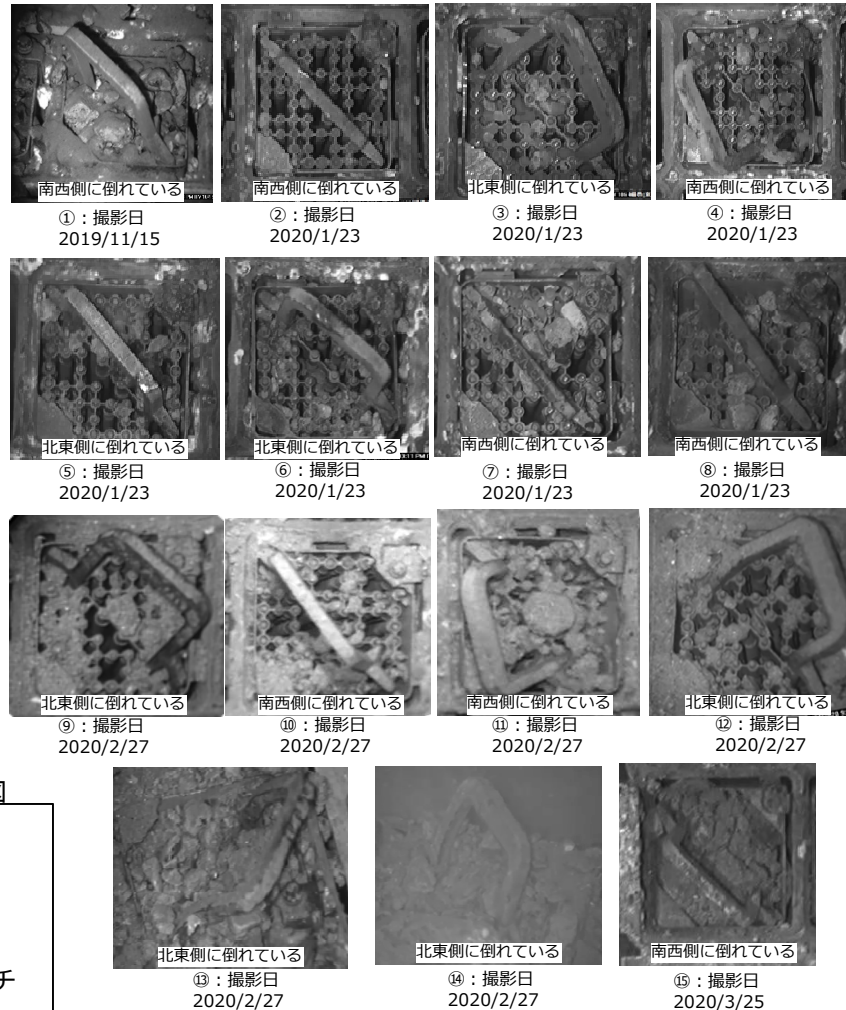 南西側に倒れている
南西側に倒れている
北東側に倒れている
南西側に倒れている
①:撮影日
2019/11/15
②:撮影日
2020/1/23
③:撮影日
2020/1/23
④:撮影日
2020/1/23
北東側に倒れている
北東側に倒れている
南西側に倒れている
南西側に倒れている
⑤:撮影日
2020/1/23
⑥:撮影日
2020/1/23
⑦:撮影日
2020/1/23
⑧:撮影日
2020/1/23
北東側に倒れている
南西側に倒れている
南西側に倒れている
北東側に倒れている
⑨:撮影日
2020/2/27
⑩:撮影日
2020/2/27
⑪:撮影日
2020/2/27
⑫:撮影日
2020/2/27
チ
北東側に倒れている
北東側に倒れている
南西側に倒れている
⑬:撮影日
2020/2/27
⑭:撮影日
2020/2/27
⑮:撮影日
2020/3/25